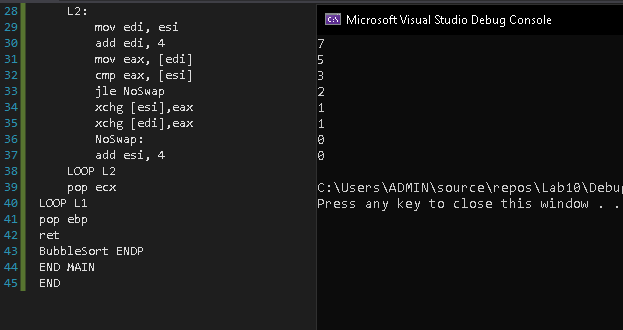 28 L2:
29 mov edi, esi
30 add edi, 4
31 mov eax, [edi]
32 cmp eax, [esi]
33 jle NoSwap
34 xchg [esi],eax
35 xchg [edi],eax
36 NoSwap:
37 add esi, 4
38 LOOP L2
39 pop ecx
40 LOOP L1
41 pop ebp
42 ret
43 BubbleSort ENDP
44 END MAIN
45 END
C:\ Microsoft Visual Studio Debug Console
7
5
3
2
1
1
0
0
C:\Users\ADMIN\source\repos\Lab10\Debu
Press any key to close this window . .